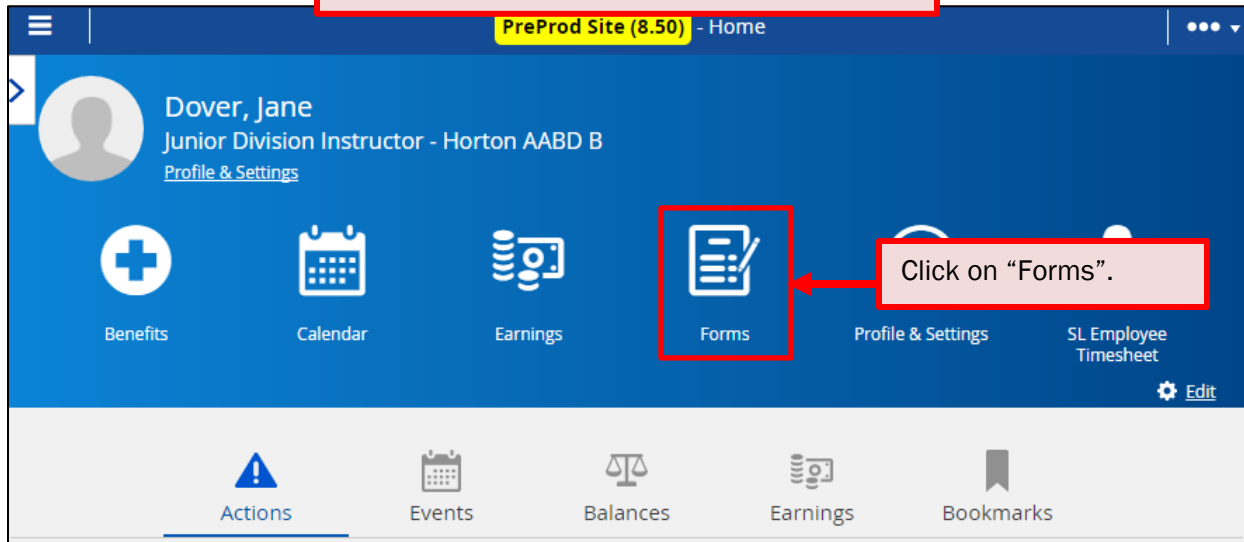 PreProd Site (8.50) - Home
Dover, Jane
Junior Division Instructor - Horton AABD B
Profile & Settings
Click on “Forms”.
Benefits
Calendar
Earnings
Forms
Profile & Settings
SL Employee
Timesheet
Edit
Actions
Events
Balances
Earnings
Bookmarks